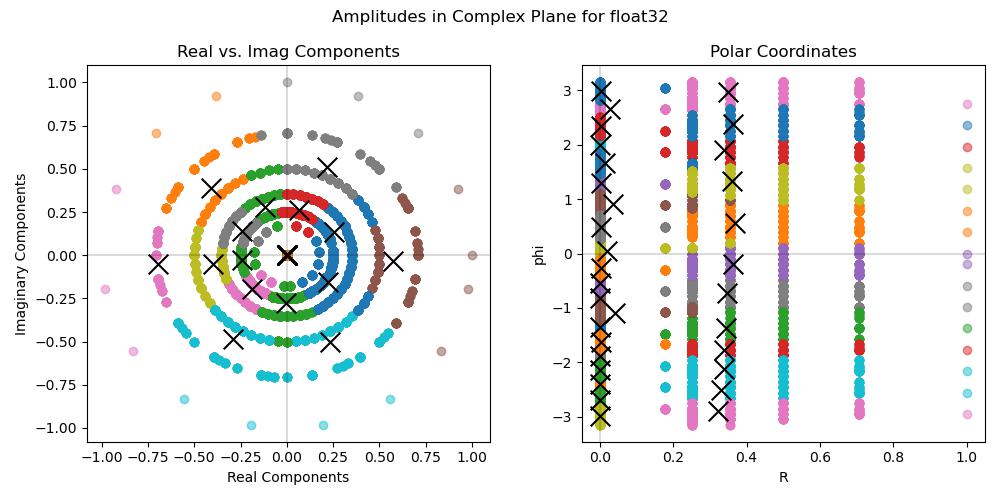 Amplitudes in Complex Plane for float32
Real vs. Imag Components
Imaginary Components
1.00
0.75
0.50
0.25
0.00
−0.25
−0.50
−0.75
−1.00
−1.00 −0.75 −0.50 −0.25 0.00 0.25 0.50 0.75 1.00
Real Components
Polar Coordinates
phi
3
2
1
0
−1
−2
−3
0.0 0.2 0.4 0.6 0.8 1.0
R